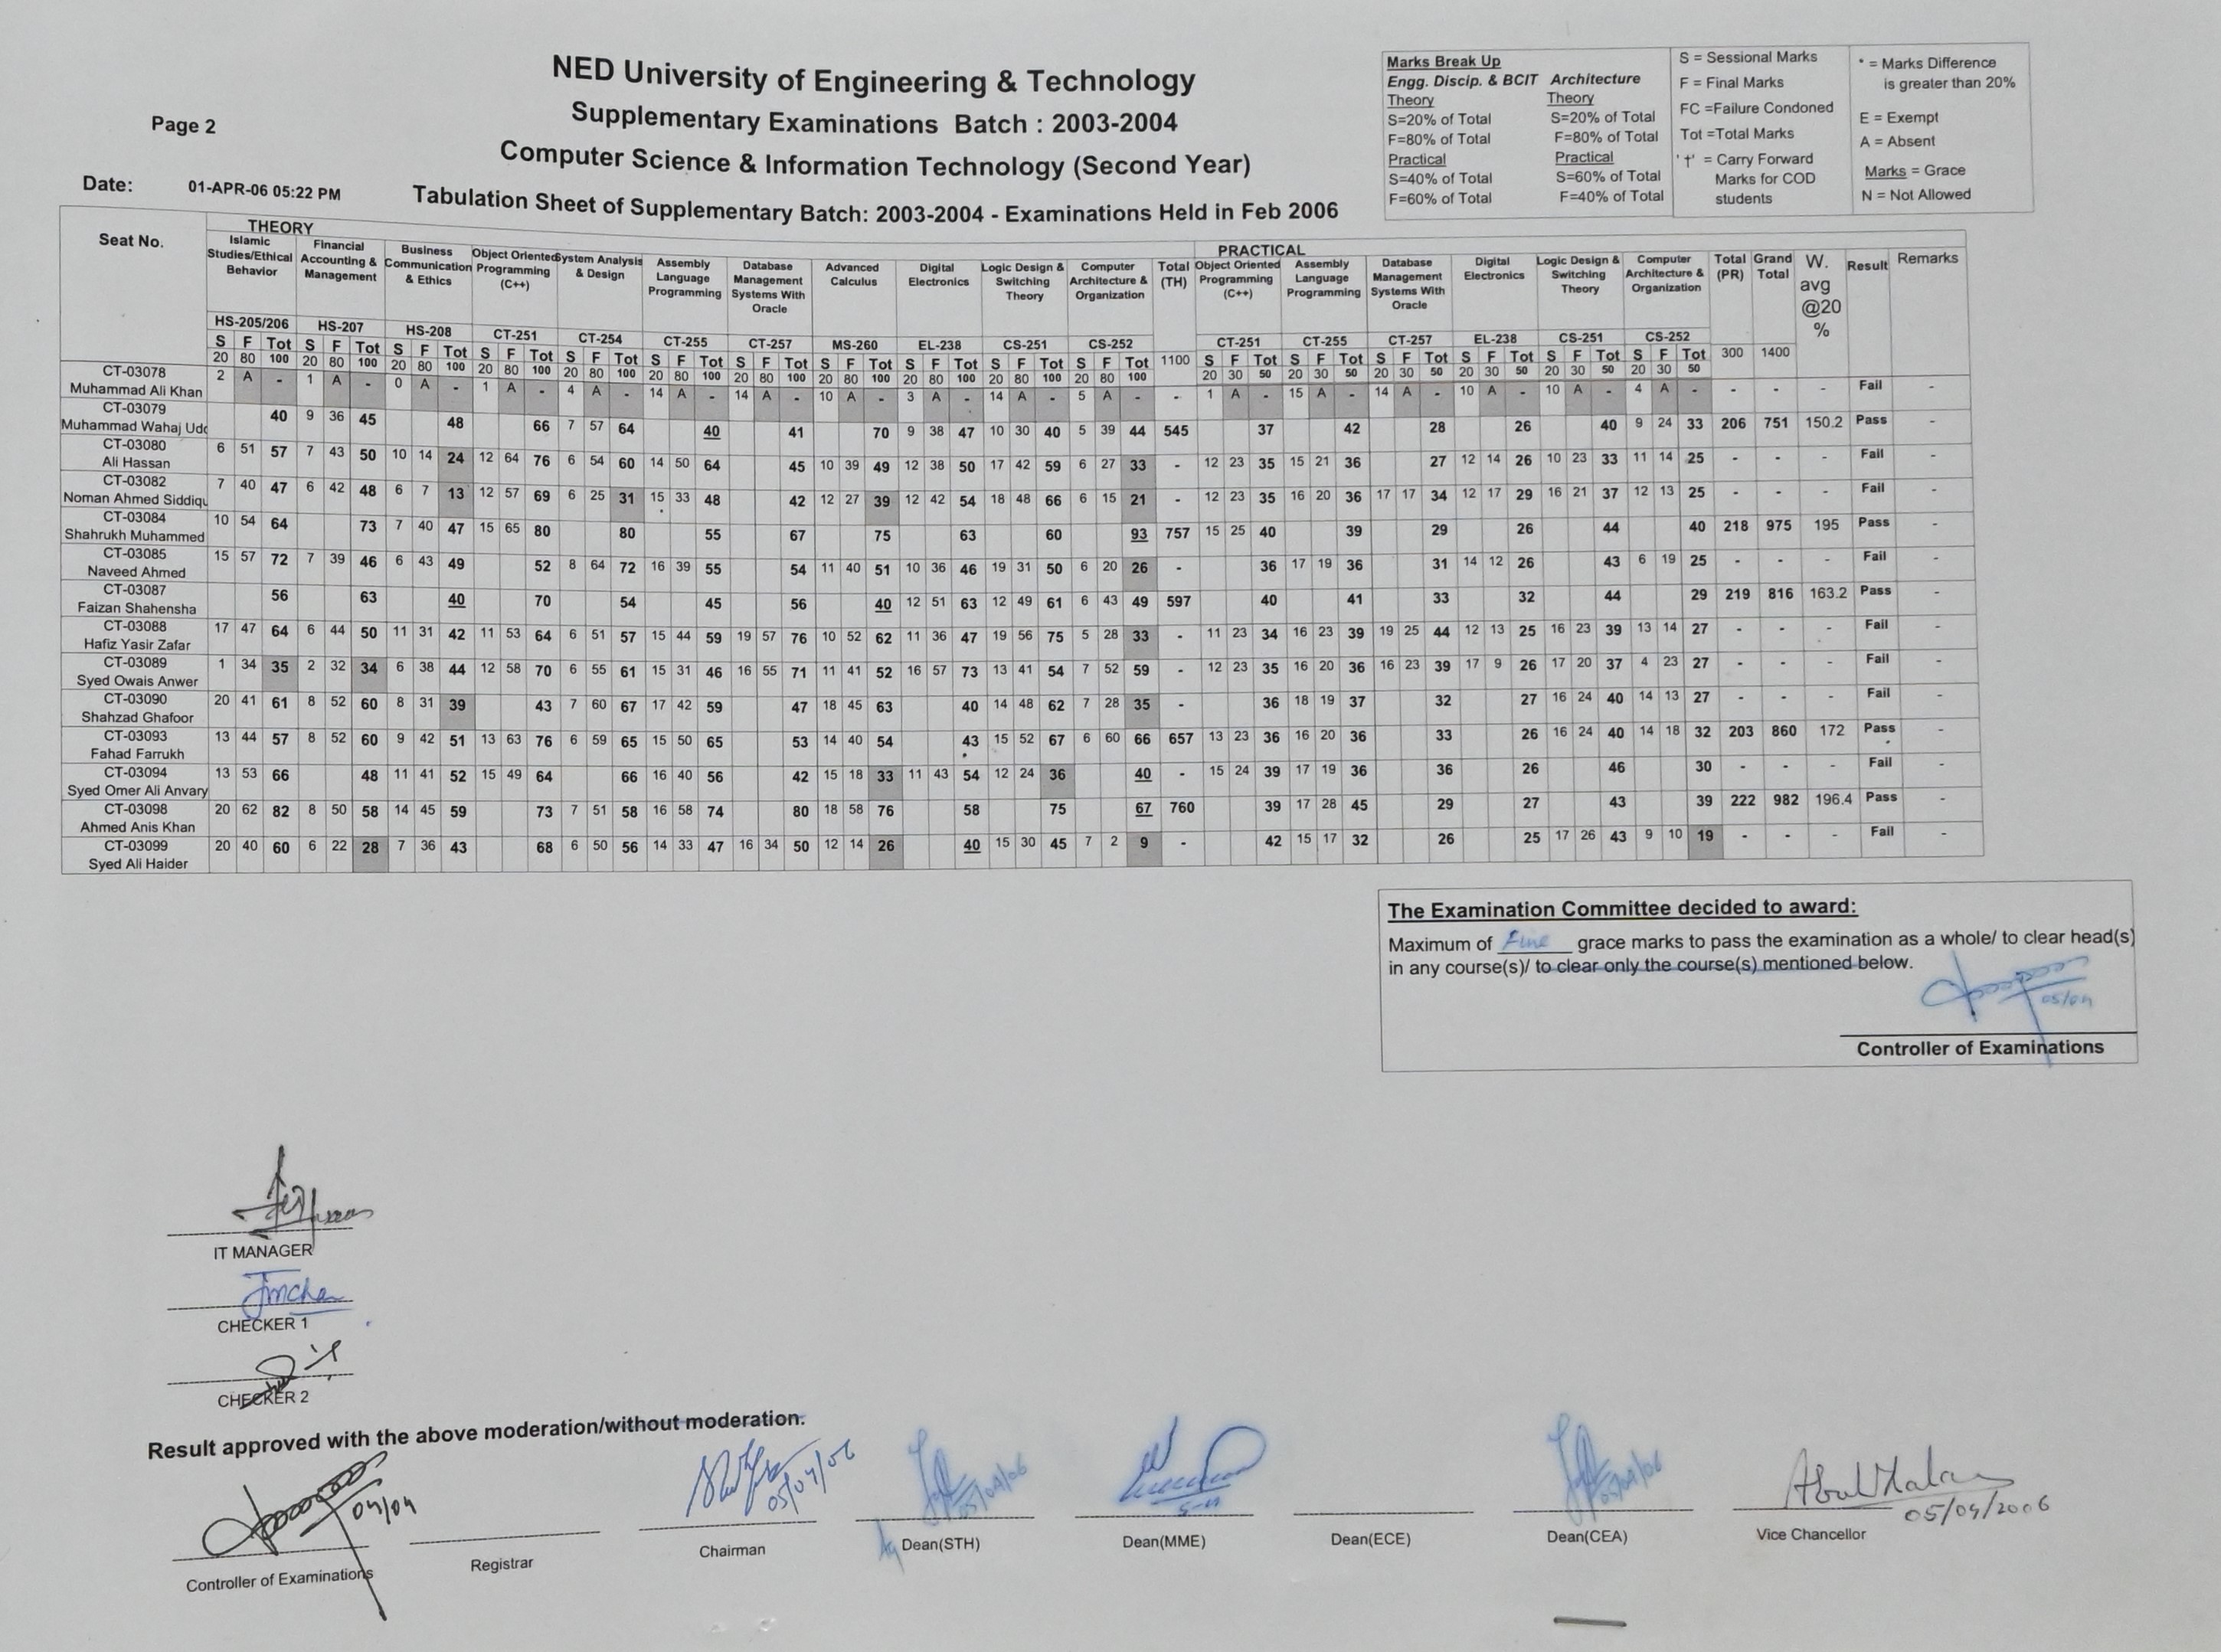 NED University of Engineering & Technology
Supplementary Examinations Batch : 2003-2004
Computer Science & Information Technology (Second Year)
Tabulation Sheet of Supplementary Batch: 2003-2004 - Examinations Held in Feb 2006
Page 2
Date: 01-APR-06 05:22 PM
Marks Break Up
Engg. Discip. & BCIT Architecture
Theory Theory
S=20% of Total S=20% of Total
F=80% of Total F=80% of Total
Practical Practical
S=40% of Total S=60% of Total
F=60% of Total F=40% of Total
S = Sessional Marks
F = Final Marks
FC =Failure Condoned
Tot =Total Marks
'†' = Carry Forward
Marks for COD
students
* = Marks Difference
is greater than 20%
E = Exempt
A = Absent
Marks = Grace
N = Not Allowed
Seat No. THEORY PRACTICAL
Islamic Studies/Ethical Behavior Financial Accounting & Management Business Communication & Ethics Object Oriented Programming (C++) System Analysis & Design Assembly Language Programming Database Management Systems With Oracle Advanced Calculus Digital Electronics Logic Design & Switching Theory Computer Architecture & Organization Total (TH) Object Oriented Programming (C++) Assembly Language Programming Database Management Systems With Oracle Digital Electronics Logic Design & Switching Theory Computer Architecture & Organization Total (PR) Grand Total W. avg @20 % Result Remarks
HS-205/206 HS-207 HS-208 CT-251 CT-254 CT-255 CT-257 MS-260 EL-238 CS-251 CS-252 CT-251 CT-255 CT-257 EL-238 CS-251 CS-252
S F Tot S F Tot S F Tot S F Tot S F Tot S F Tot S F Tot S F Tot S F Tot S F Tot S F Tot S F Tot S F Tot S F Tot S F Tot S F Tot S F Tot
20 80 100 20 80 100 20 80 100 20 80 100 20 80 100 20 80 100 20 80 100 20 80 100 20 80 100 20 80 100 20 80 100 1100 20 30 50 20 30 50 20 30 50 20 30 50 20 30 50 20 30 50 300 1400
CT-03078 2 A - 1 A - 0 A - 1 A - 4 A - 14 A - 14 A - 10 A - 3 A - 14 A - 5 A - - 1 A - 15 A - 14 A - 10 A - 10 A - 4 A - - - - Fail -
Muhammad Ali Khan
CT-03079 40 9 36 45 48 66 7 57 64 40 41 70 9 38 47 10 30 40 5 39 44 545 37 42 28 26 40 9 24 33 206 751 150.2 Pass -
Muhammad Wahaj Udd
CT-03080 6 51 57 7 43 50 10 14 24 12 64 76 6 54 60 14 50 64 45 10 39 49 12 38 50 17 42 59 6 27 33 - 12 23 35 15 21 36 27 12 14 26 10 23 33 11 14 25 - - - Fail -
Ali Hassan
CT-03082 7 40 47 6 42 48 6 7 13 12 57 69 6 25 31 15 33 48 42 12 27 39 12 42 54 18 48 66 6 15 21 - 12 23 35 16 20 36 17 17 34 12 17 29 16 21 37 12 13 25 - - - Fail -
Noman Ahmed Siddiqu
CT-03084 10 54 64 73 7 40 47 15 65 80 80 55 67 75 63 60 93 757 15 25 40 39 29 26 44 40 218 975 195 Pass -
Shahrukh Muhammed
CT-03085 15 57 72 7 39 46 6 43 49 52 8 64 72 16 39 55 54 11 40 51 10 36 46 19 31 50 6 20 26 - 36 17 19 36 31 14 12 26 43 6 19 25 - - - Fail -
Naveed Ahmed
CT-03087 56 63 40 70 54 45 56 40 12 51 63 12 49 61 6 43 49 597 40 41 33 32 44 29 219 816 163.2 Pass -
Faizan Shahensha
CT-03088 17 47 64 6 44 50 11 31 42 11 53 64 6 51 57 15 44 59 19 57 76 10 52 62 11 36 47 19 56 75 5 28 33 - 11 23 34 16 23 39 19 25 44 12 13 25 16 23 39 13 14 27 - - - Fail -
Hafiz Yasir Zafar
CT-03089 1 34 35 2 32 34 6 38 44 12 58 70 6 55 61 15 31 46 16 55 71 11 41 52 16 57 73 13 41 54 7 52 59 - 12 23 35 16 20 36 16 23 39 17 9 26 17 20 37 4 23 27 - - - Fail -
Syed Owais Anwer
CT-03090 20 41 61 8 52 60 8 31 39 43 7 60 67 17 42 59 47 18 45 63 40 14 48 62 7 28 35 - 36 18 19 37 32 27 16 24 40 14 13 27 - - - Fail -
Shahzad Ghafoor
CT-03093 13 44 57 8 52 60 9 42 51 13 63 76 6 59 65 15 50 65 53 14 40 54 43 15 52 67 6 60 66 657 13 23 36 16 20 36 33 26 16 24 40 14 18 32 203 860 172 Pass -
Fahad Farrukh
CT-03094 13 53 66 48 11 41 52 15 49 64 66 16 40 56 42 15 18 33 11 43 54 12 24 36 40 - 15 24 39 17 19 36 36 26 46 30 - - - Fail -
Syed Omer Ali Anvary
CT-03098 20 62 82 8 50 58 14 45 59 73 7 51 58 16 58 74 80 18 58 76 58 75 67 760 39 17 28 45 29 27 43 39 222 982 196.4 Pass -
Ahmed Anis Khan
CT-03099 20 40 60 6 22 28 7 36 43 68 6 50 56 14 33 47 16 34 50 12 14 26 40 15 30 45 7 2 9 - 42 15 17 32 26 25 17 26 43 9 10 19 - - - Fail -
Syed Ali Haider
The Examination Committee decided to award:
Maximum of Five grace marks to pass the examination as a whole/ to clear head(s)
in any course(s)/ to clear only the course(s) mentioned below.
05/04
Controller of Examinations
IT MANAGER
CHECKER 1
CHECKER 2
Result approved with the above moderation/without moderation.
04/04 05/04/06 05/04/06 05/04/06 05/04/2006
Controller of Examinations Registrar Chairman Dean(STH) Dean(MME) Dean(ECE) Dean(CEA) Vice Chancellor